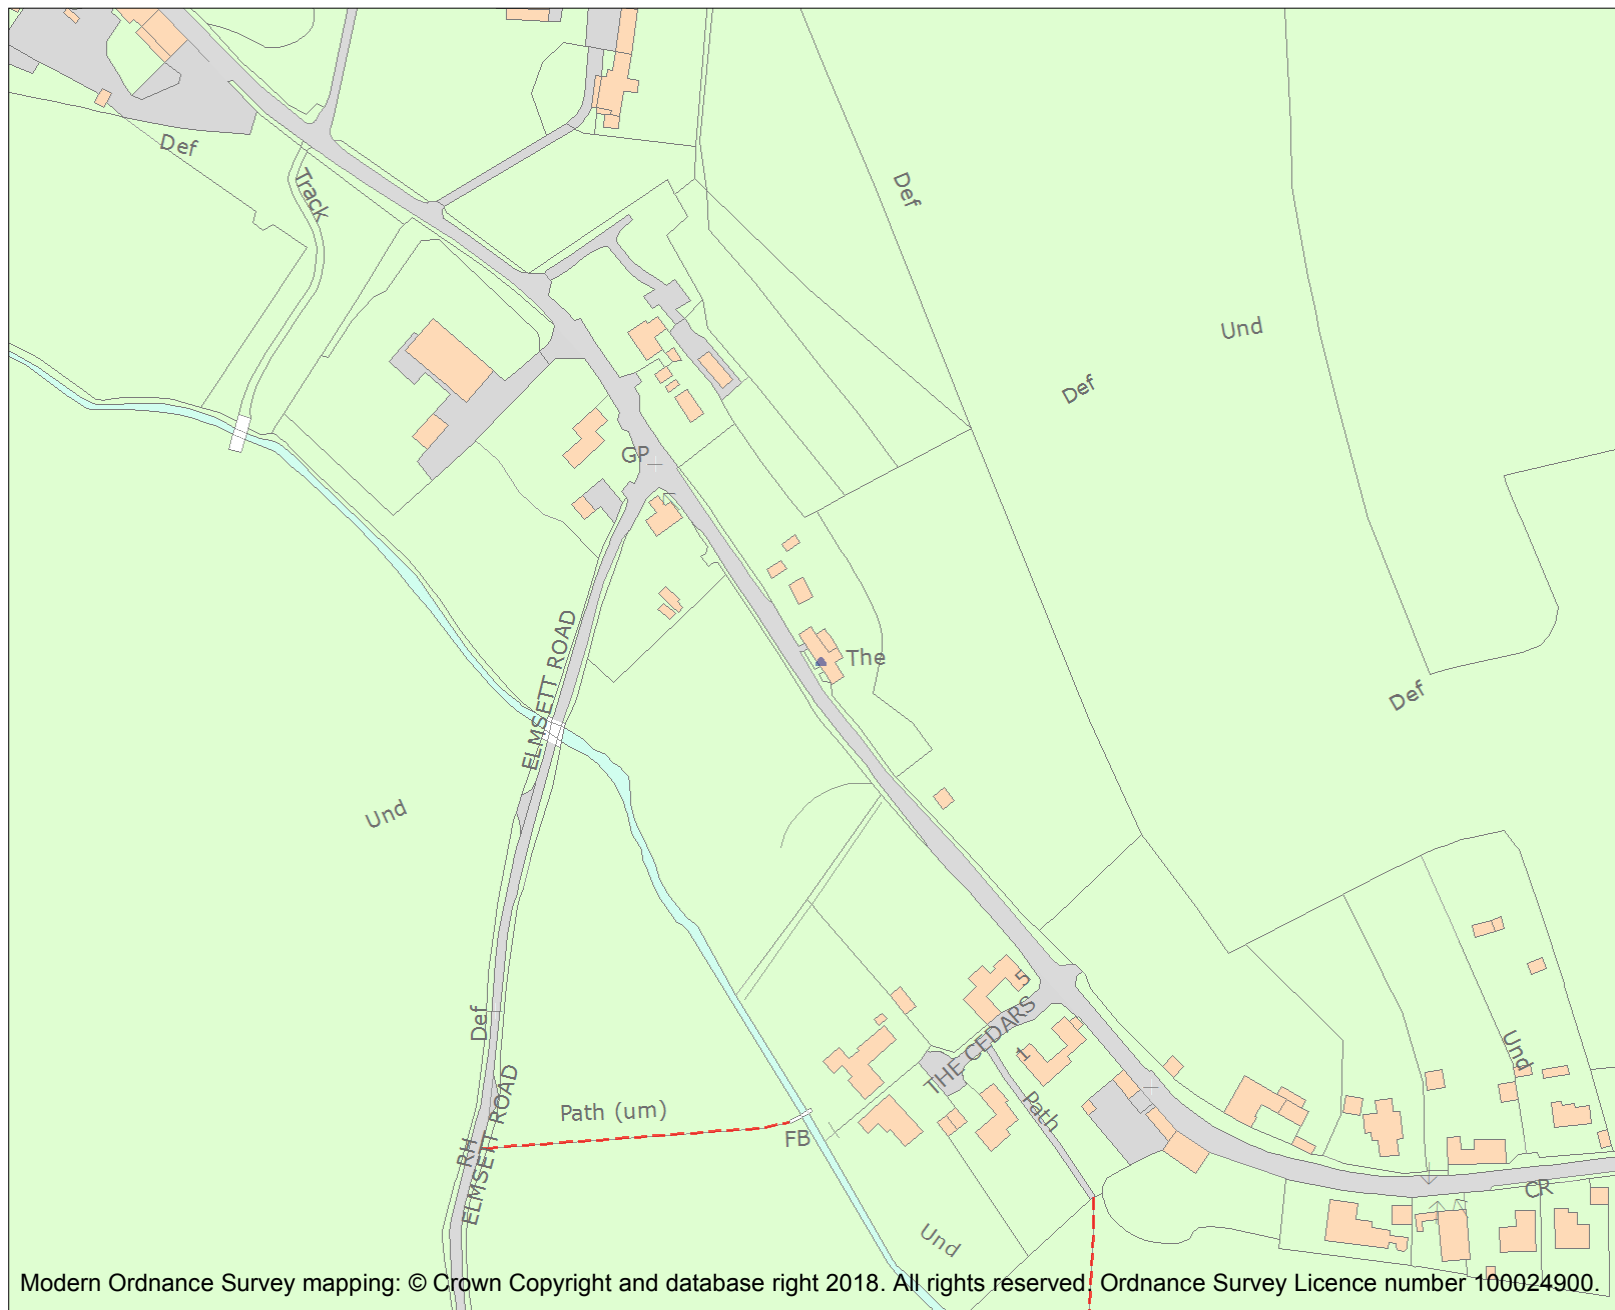 Def
Track
Def
Und
Def
GP
ELMSETT ROAD
The
Def
Und
5
THE CEDARS
1
Def
Und
Path
Path (um)
FB
RH
ELMSETT ROAD
CR
Und
Modern Ordnance Survey mapping: © Crown Copyright and database right 2018. All rights reserved, Ordnance Survey Licence number 100024900.